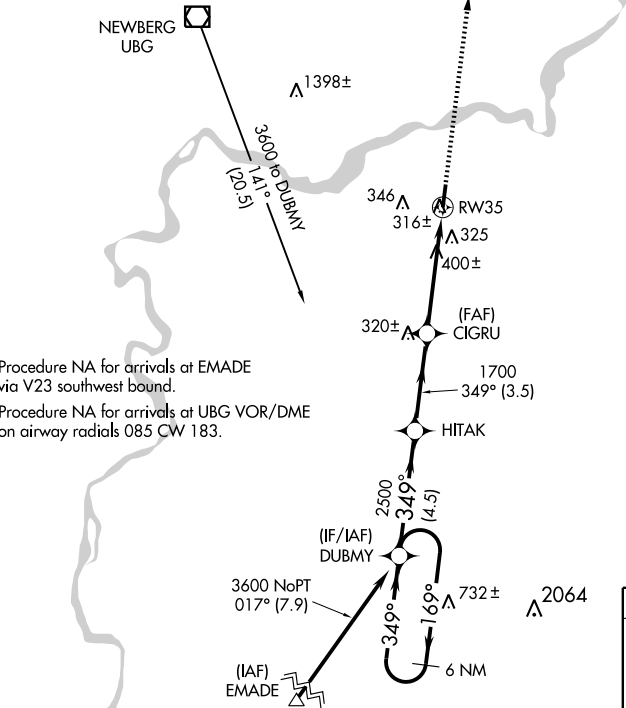 NEWBERG
UBG
1398±
3600 to DUBMY
141°
(20.5)
346
RW35
316±
325
400±
(FAF)
320±
CIGRU
Procedure NA for arrivals at EMADE
via V23 southwest bound.
1700
349° (3.5)
Procedure NA for arrivals at UBG VOR/DME
on airway radials 085 CW 183.
HITAK
2500
349°
(4.5)
(IF/IAF)
DUBMY
3600 NoPT
017° (7.9)
349°
169°
732±
2064
(IAF)
EMADE
6 NM